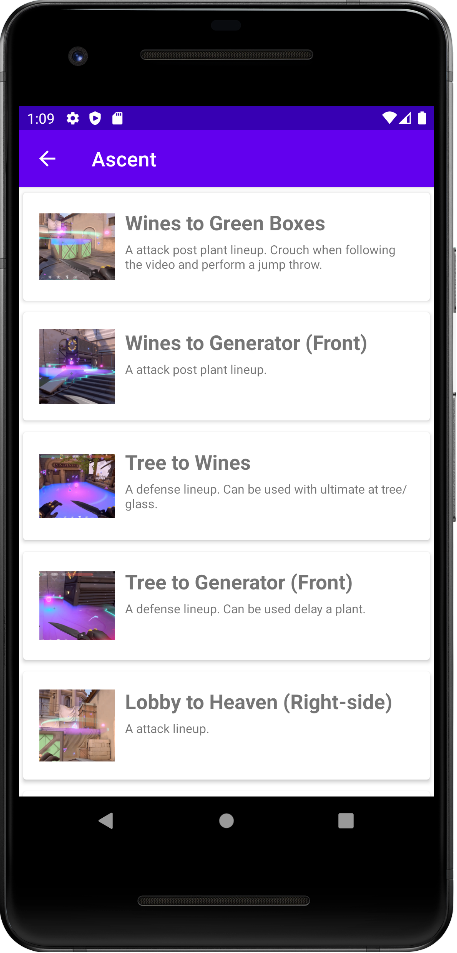 1:09
Ascent
Wines to Green Boxes
A attack post plant lineup. Crouch when following
the video and perform a jump throw.
Wines to Generator (Front)
A attack post plant lineup.
Tree to Wines
A defense lineup. Can be used with ultimate at tree/
glass.
Tree to Generator (Front)
A defense lineup. Can be used delay a plant.
Lobby to Heaven (Right-side)
A attack lineup.